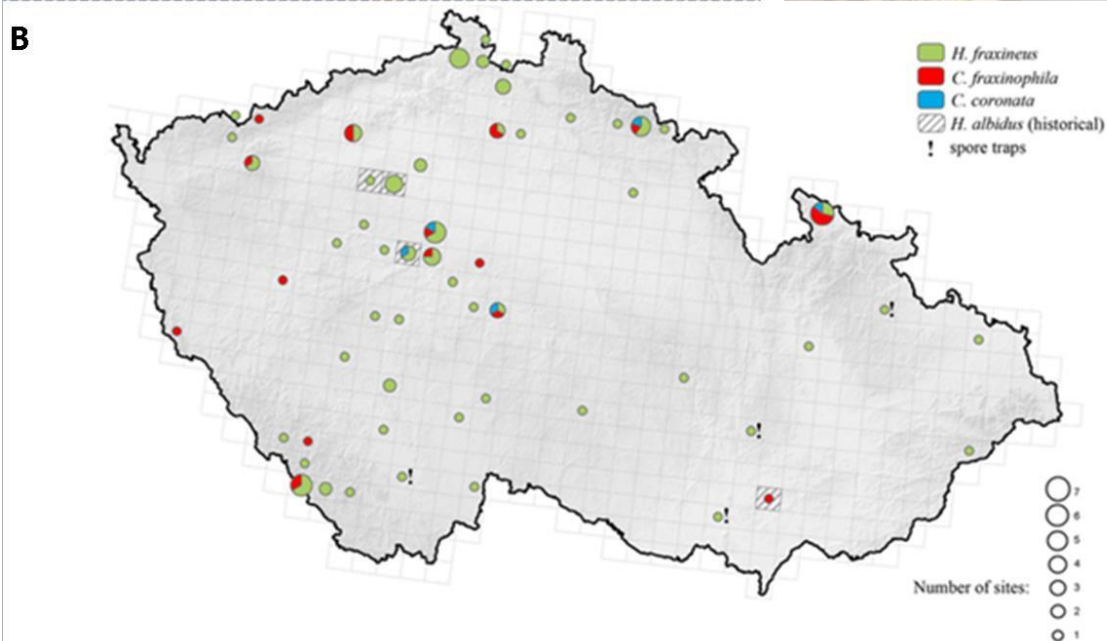 B
H. fraxineus
C. fraxinophila
C. coronata
H. albidus (historical)
! spore traps
!
!
!
!
Number of sites:
7
6
5
4
3
2
1